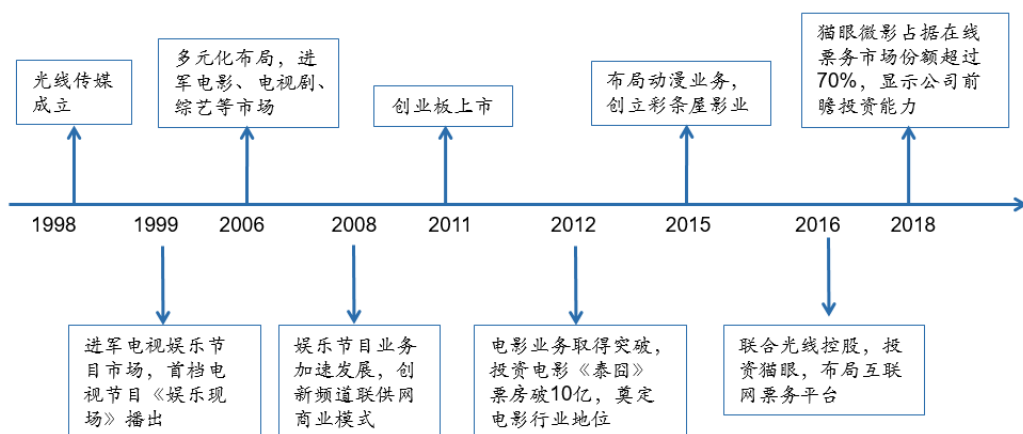 光线传媒
成立
多元化布局，进
军电影、电视剧、
综艺等市场
创业板上市
布局动漫业务，
创立彩条屋影业
猫眼微影占据在线
票务市场份额超过
70%，显示公司前
瞻投资能力
1998
1999
2006
2008
2011
2012
2015
2016
2018
进军电视娱乐节
目市场，首档电
视节目《娱乐现
场》播出
娱乐节目业务
加速发展，创
新频道联供网
商业模式
电影业务取得突破，
投资电影《泰囧》
票房破10亿，奠定
电影行业地位
联合光线控股，投
资猫眼，布局互联
网票务平台